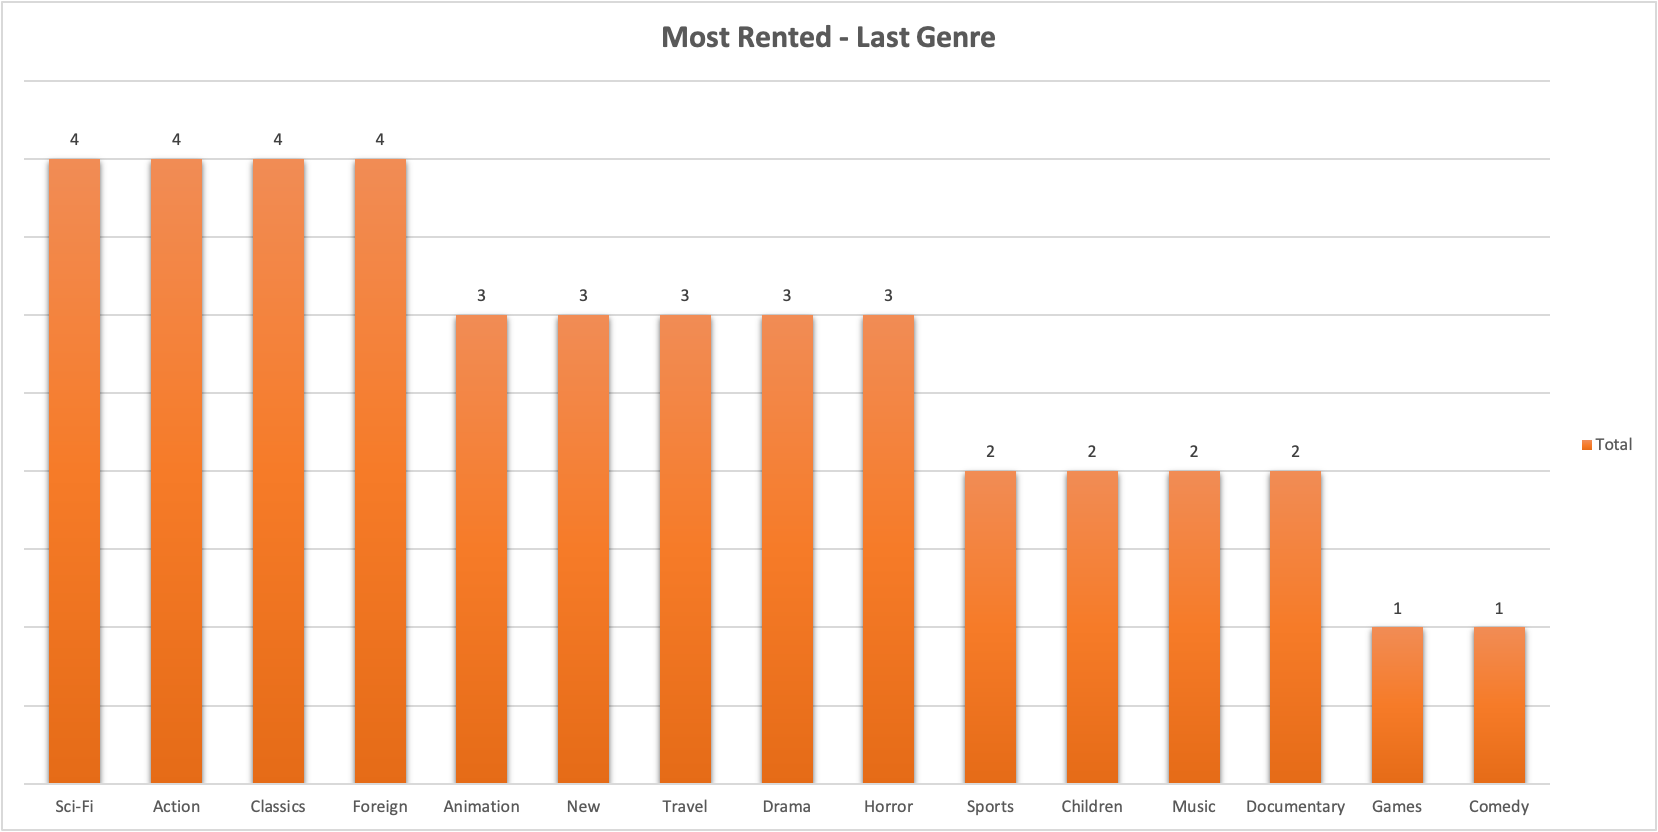 Most Rented - Last Genre
4 4 4 4
3 3 3 3 3
2 2 2 2
Total
1 1
Sci-Fi Action Classics Foreign Animation New Travel Drama Horror Sports Children Music Documentary Games Comedy